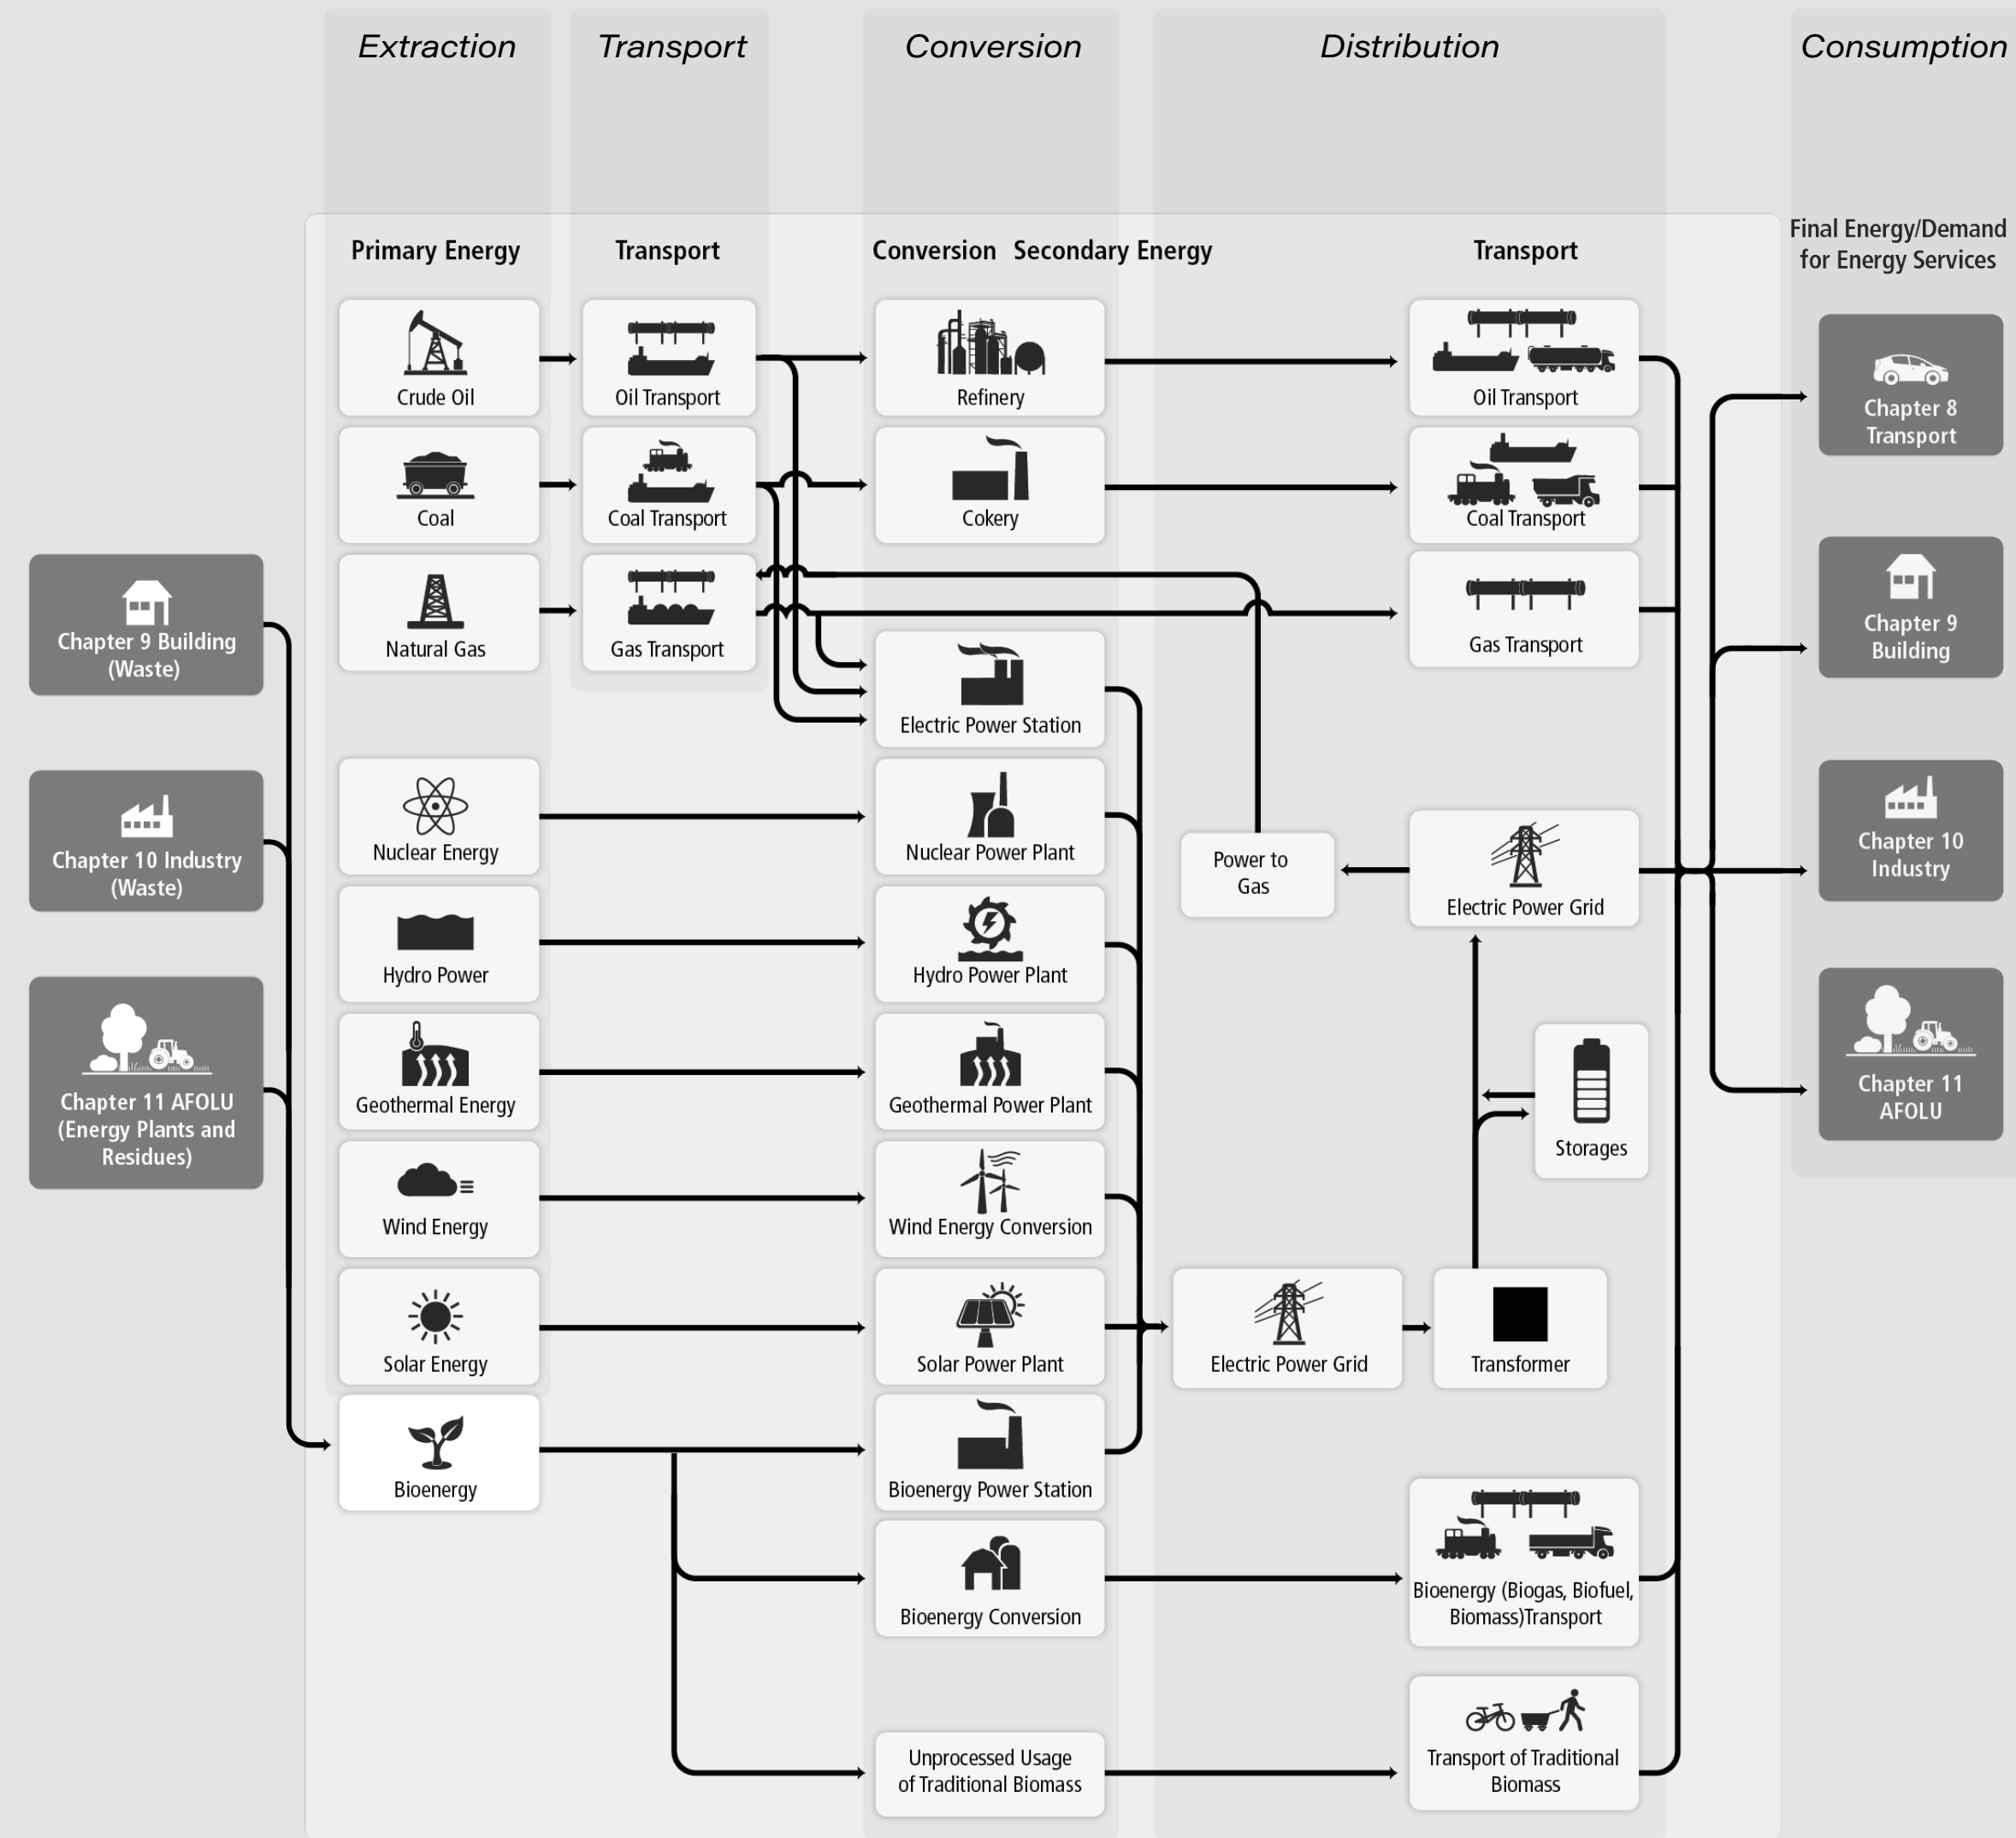 Extraction
Transport
Conversion
Distribution
Consumption
Primary Energy
Transport
Conversion
Secondary Energy
Transport
Final Energy/Demand
for Energy Services
Crude Oil
Oil Transport
Refinery
Oil Transport
Chapter 8
Transport
Coal
Coal Transport
Cokery
Coal Transport
Chapter 9 Building
(Waste)
Natural Gas
Gas Transport
Gas Transport
Chapter 9
Building
Electric Power Station
Chapter 10 Industry
(Waste)
Nuclear Energy
Nuclear Power Plant
Power to
Gas
Electric Power Grid
Chapter 10
Industry
Hydro Power
Hydro Power Plant
Chapter 11 AFOLU
(Energy Plants and
Residues)
Geothermal Energy
Geothermal Power Plant
Storages
Chapter 11
AFOLU
Wind Energy
Wind Energy Conversion
Solar Energy
Solar Power Plant
Electric Power Grid
Transformer
Bioenergy
Bioenergy Power Station
Bioenergy Conversion
Bioenergy (Biogas, Biofuel,
Biomass)Transport
Unprocessed Usage
of Traditional Biomass
Transport of Traditional
Biomass